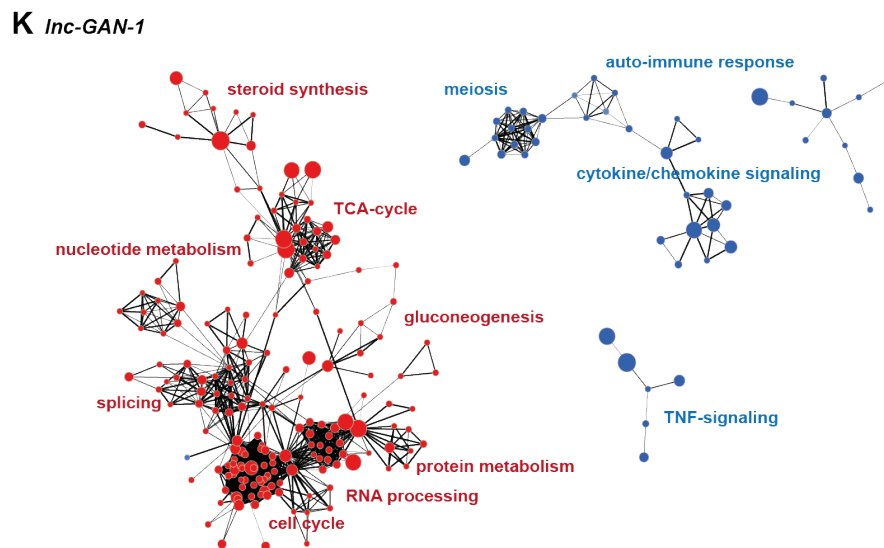 K lnc-GAN-1
steroid synthesis
auto-immune response
meiosis
cytokine/chemokine signaling
TCA-cycle
nucleotide metabolism
gluconeogenesis
splicing
TNF-signaling
protein metabolism
RNA processing
cell cycle